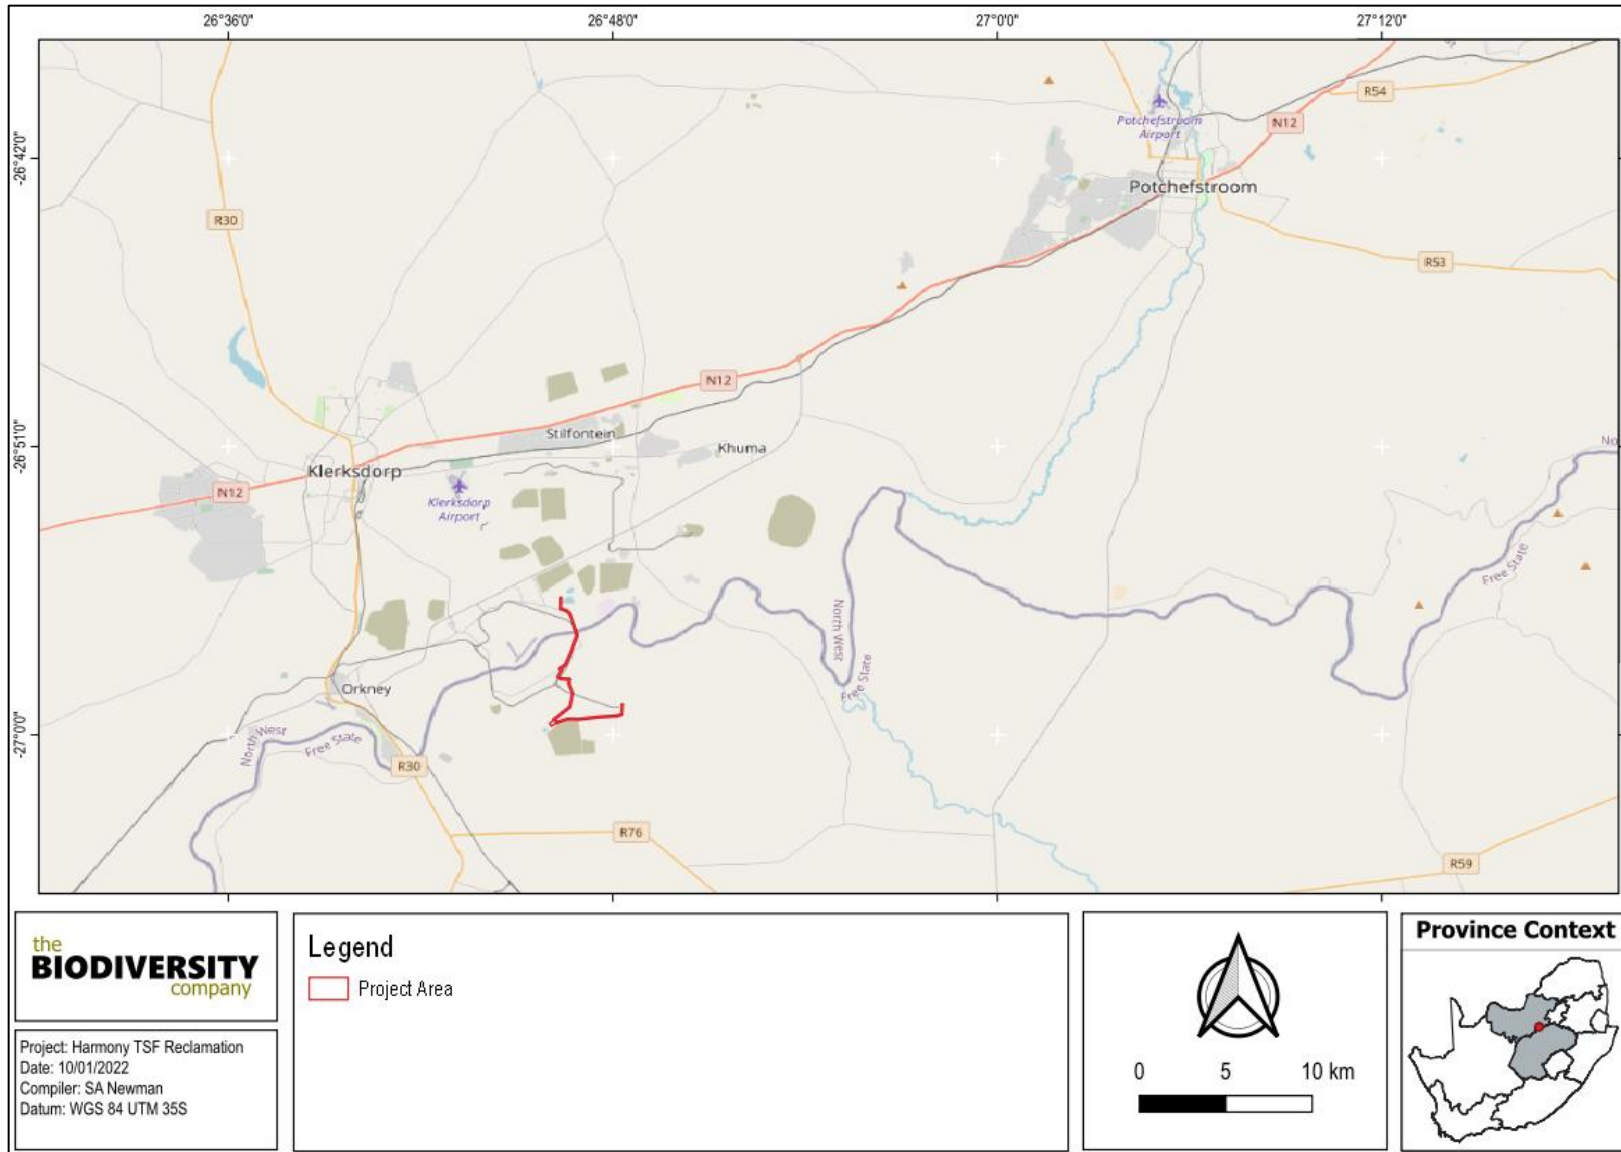 26°36'0" 26°48'0" 27°0'0" 27°12'0"
-26°42'0"
-26°51'0"
-27°0'0"
R54
N12
Potchefstroom
Airport
Potchefstroom
R30
R53
N12
Stilfontein
Khuma
Klerksdorp
N12
Klerksdorp
Airport
No
Free State
North West
Free State
Orkney
North West
Free State
R30
R76
R59
the
BIODIVERSITY
company
Project: Harmony TSF Reclamation
Date: 10/01/2022
Compiler: SA Newman
Datum: WGS 84 UTM 35S
Legend
Project Area
0 5 10 km
Province Context